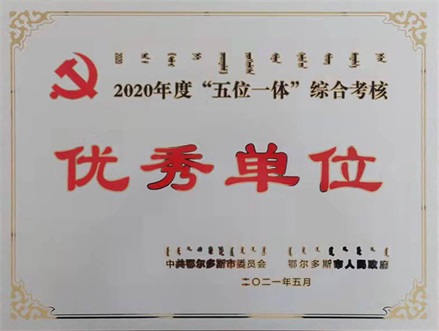 2020年度“五位一体”综合考核
优秀单位
中共鄂尔多斯市委员会 鄂尔多斯市人民政府
二〇二一年五月